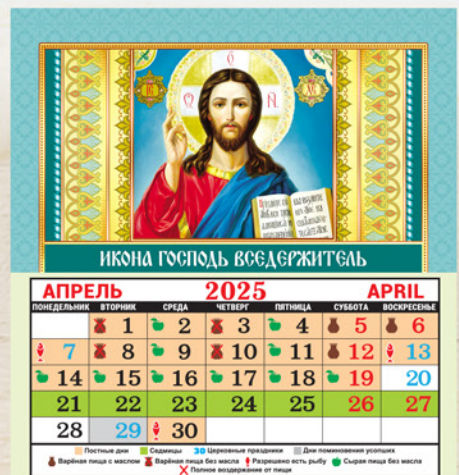 б
ІС ХС
О Ѡ Н
ИКОНА ГОСПОДЬ ВСЕДЕРЖИТЕЛЬ
АПРЕЛЬ 2025 APRIL
ПОНЕДЕЛЬНИК ВТОРНИК СРЕДА ЧЕТВЕРГ ПЯТНИЦА СУББОТА ВОСКРЕСЕНЬЕ
1 2 3 4 5 6
7 8 9 10 11 12 13
14 15 16 17 18 19 20
21 22 23 24 25 26 27
28 29 30
Постные дни Седмицы 30 Церковные праздники Дни поминовения усопших
Варёная пища с маслом Варёная пища без масла Разрешено есть рыбу Сырая пища без масла
Полное воздержание от пищи